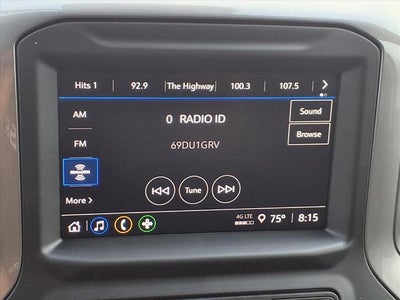 Hits 1 92.9 The Highway 100.3 107.5
AM
0 RADIO ID
Sound
Browse
FM
69DU1GRV
Tune
More >
4G LTE
75° 8:15